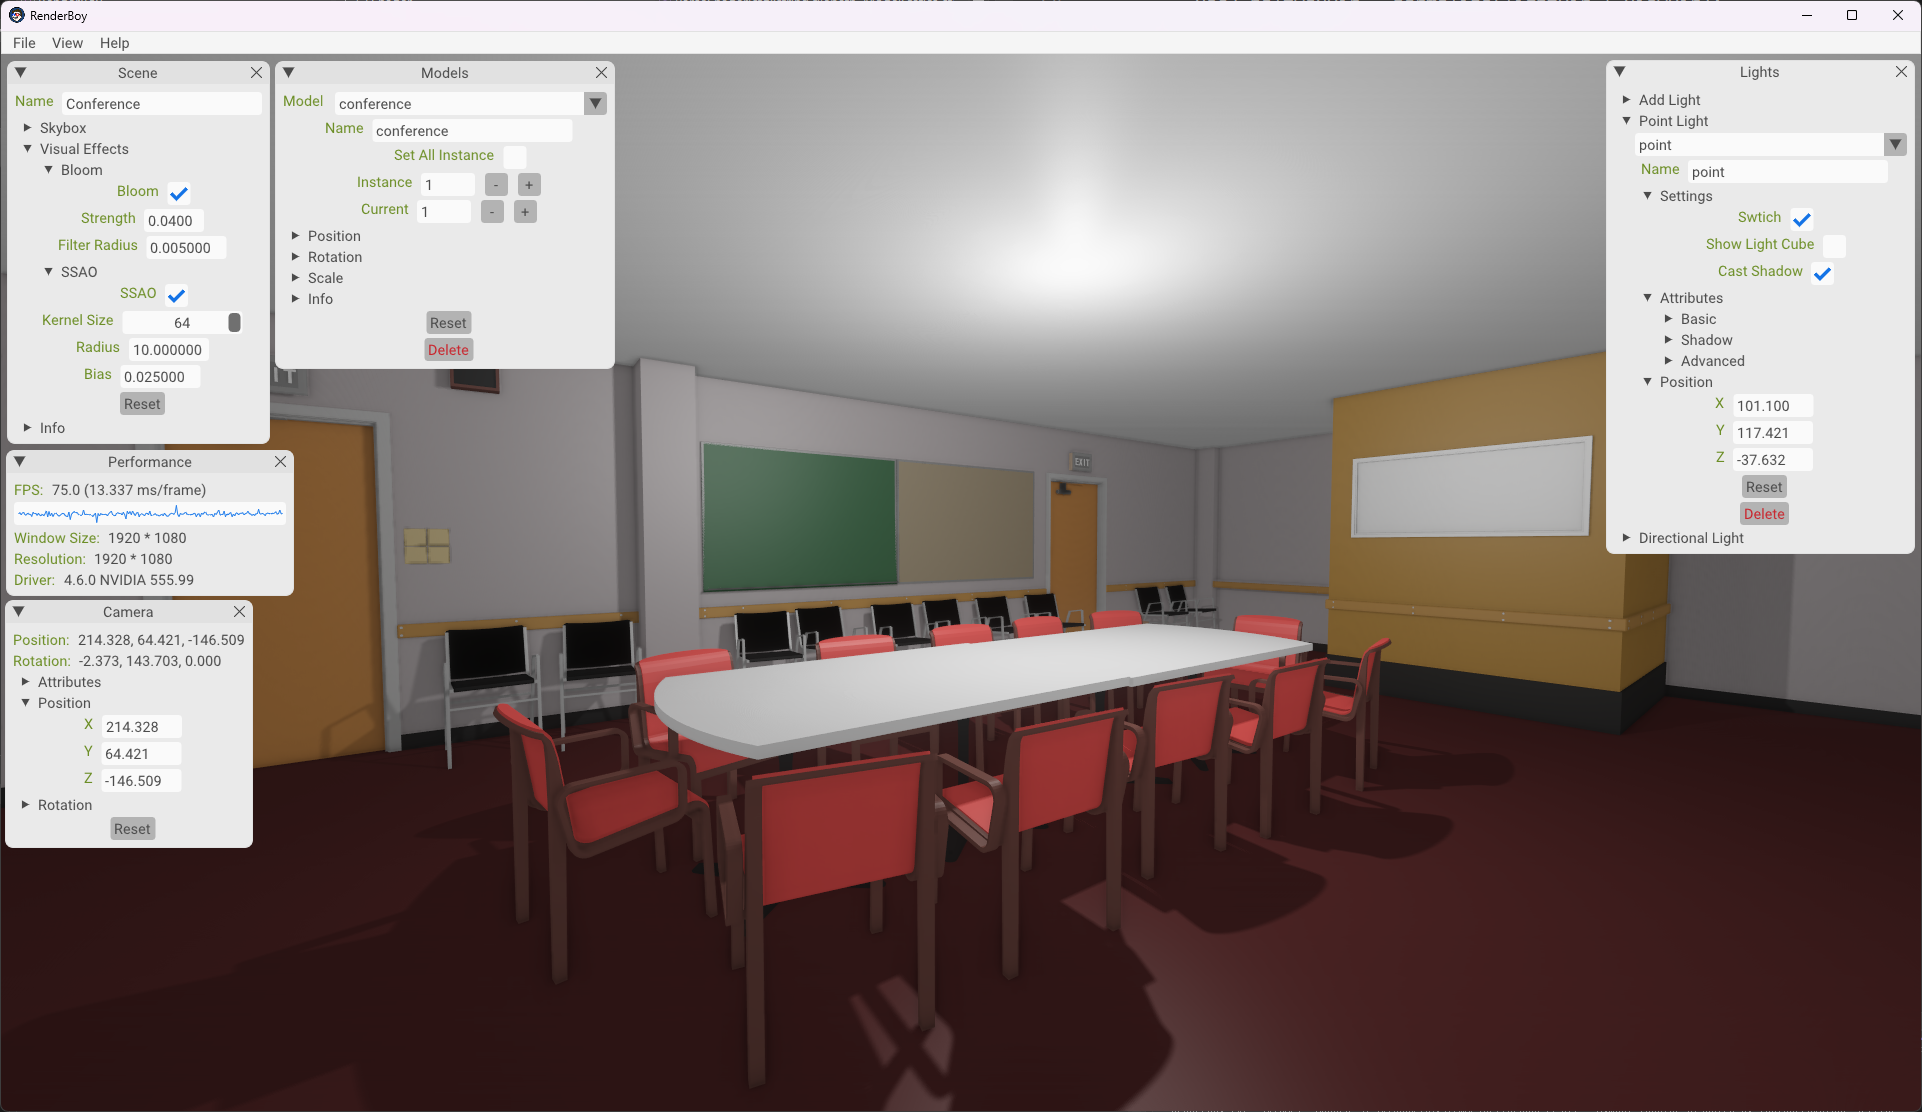 RenderBoy
File View Help
Scene
Name Conference
Skybox
Visual Effects
Bloom
Bloom
Strength 0.0400
Filter Radius 0.005000
SSAO
SSAO
Kernel Size 64
Radius 10.000000
Bias 0.025000
Reset
Info
Models
Model conference
Name conference
Set All Instance
Instance 1 - +
Current 1 - +
Position
Rotation
Scale
Info
Reset
Delete
Performance
FPS: 75.0 (13.337 ms/frame)
Window Size: 1920 * 1080
Resolution: 1920 * 1080
Driver: 4.6.0 NVIDIA 555.99
Camera
Position: 214.328, 64.421, -146.509
Rotation: -2.373, 143.703, 0.000
Attributes
Position
X 214.328
Y 64.421
Z -146.509
Rotation
Reset
Lights
Add Light
Point Light
point
Name point
Settings
Swtich
Show Light Cube
Cast Shadow
Attributes
Basic
Shadow
Advanced
Position
X 101.100
Y 117.421
Z -37.632
Reset
Delete
Directional Light
IT
EXIT